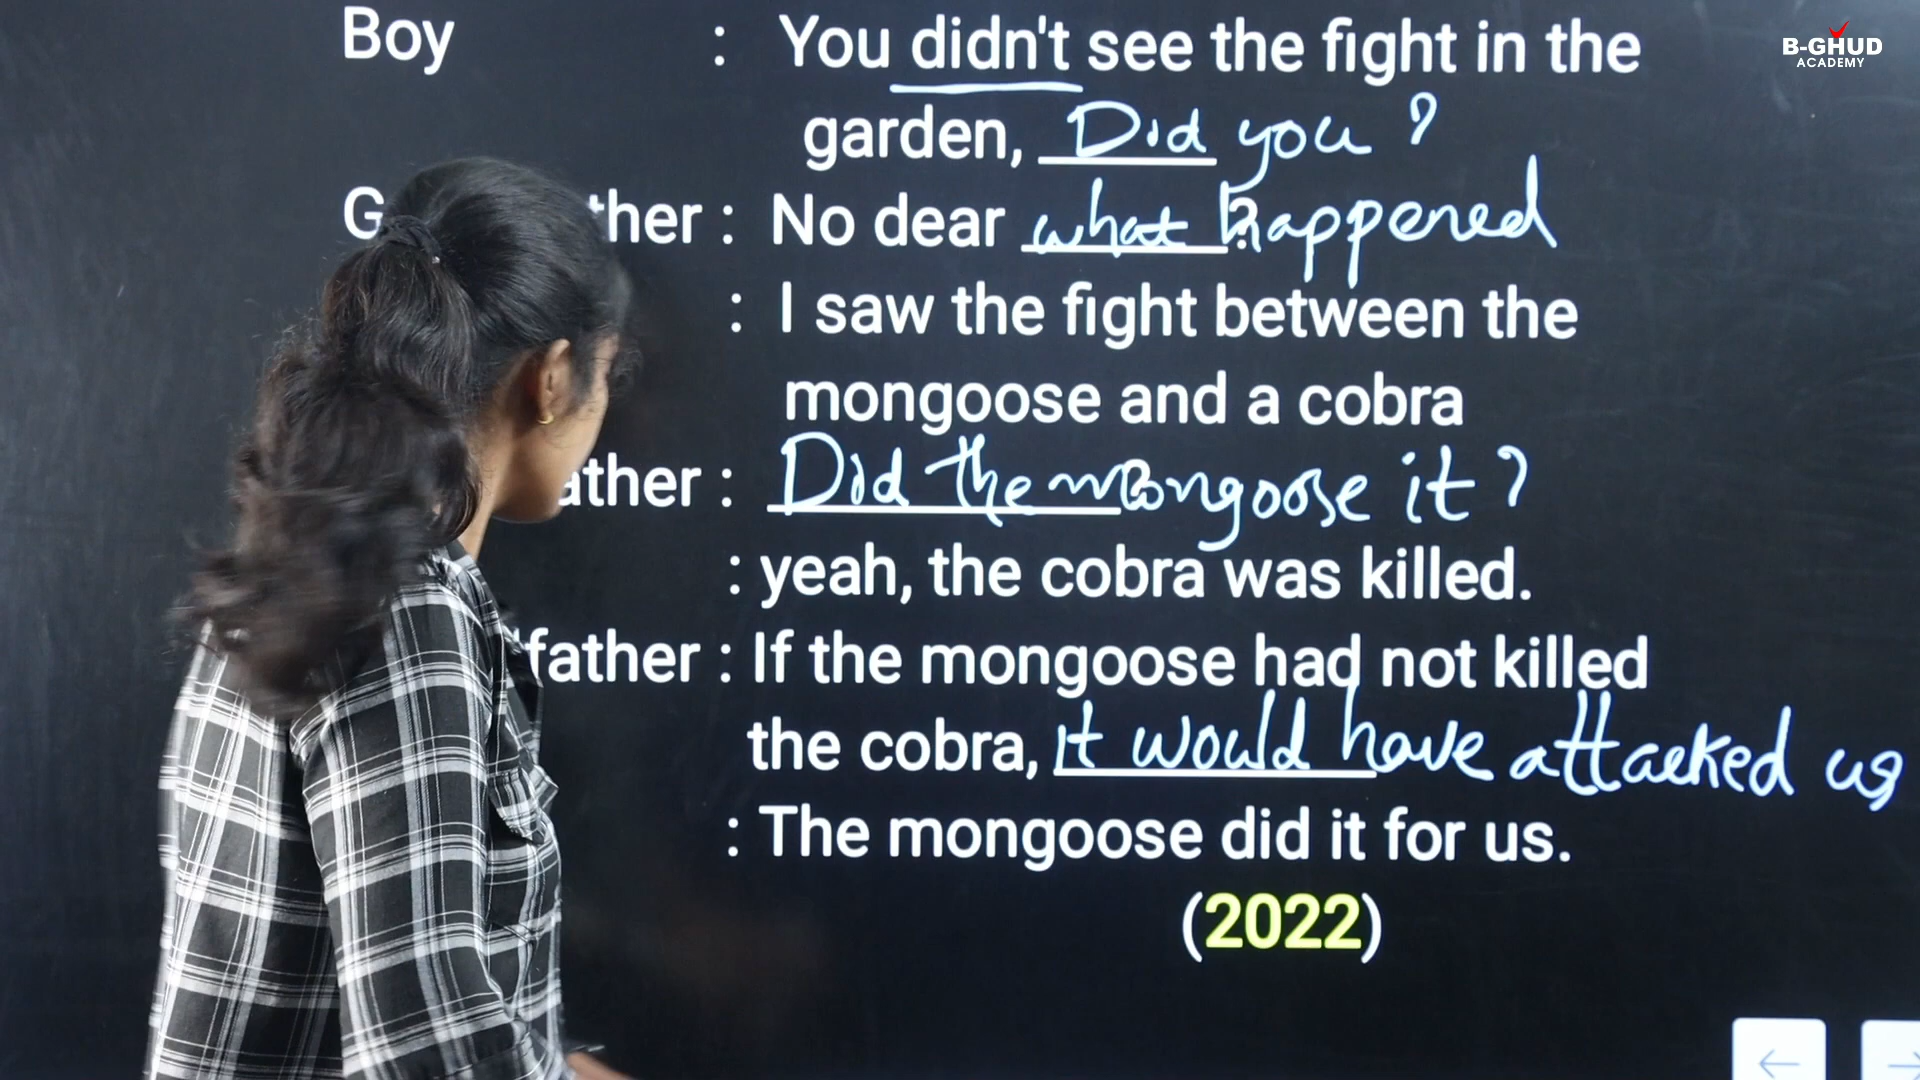 B-GHUD
ACADEMY
Boy : You didn't see the fight in the
garden, Did you ?
ther : No dear what happened ?
: I saw the fight between the
mongoose and a cobra
ather : Did the mongoose it ?
: yeah, the cobra was killed.
father : If the mongoose had not killed
the cobra, it would have attacked us
: The mongoose did it for us.
(2022)